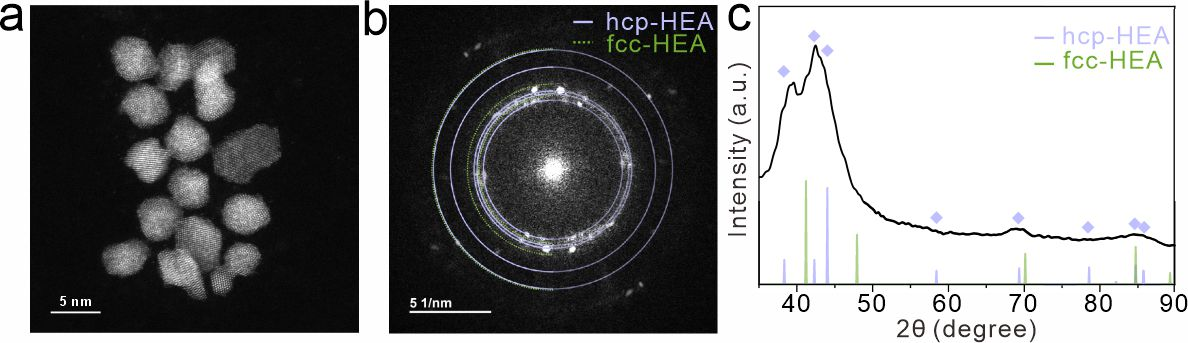 a
5 nm
b
hcp-HEA
fcc-HEA
5 1/nm
c
hcp-HEA
fcc-HEA
Intensity (a.u.)
40 50 60 70 80 90
2θ (degree)